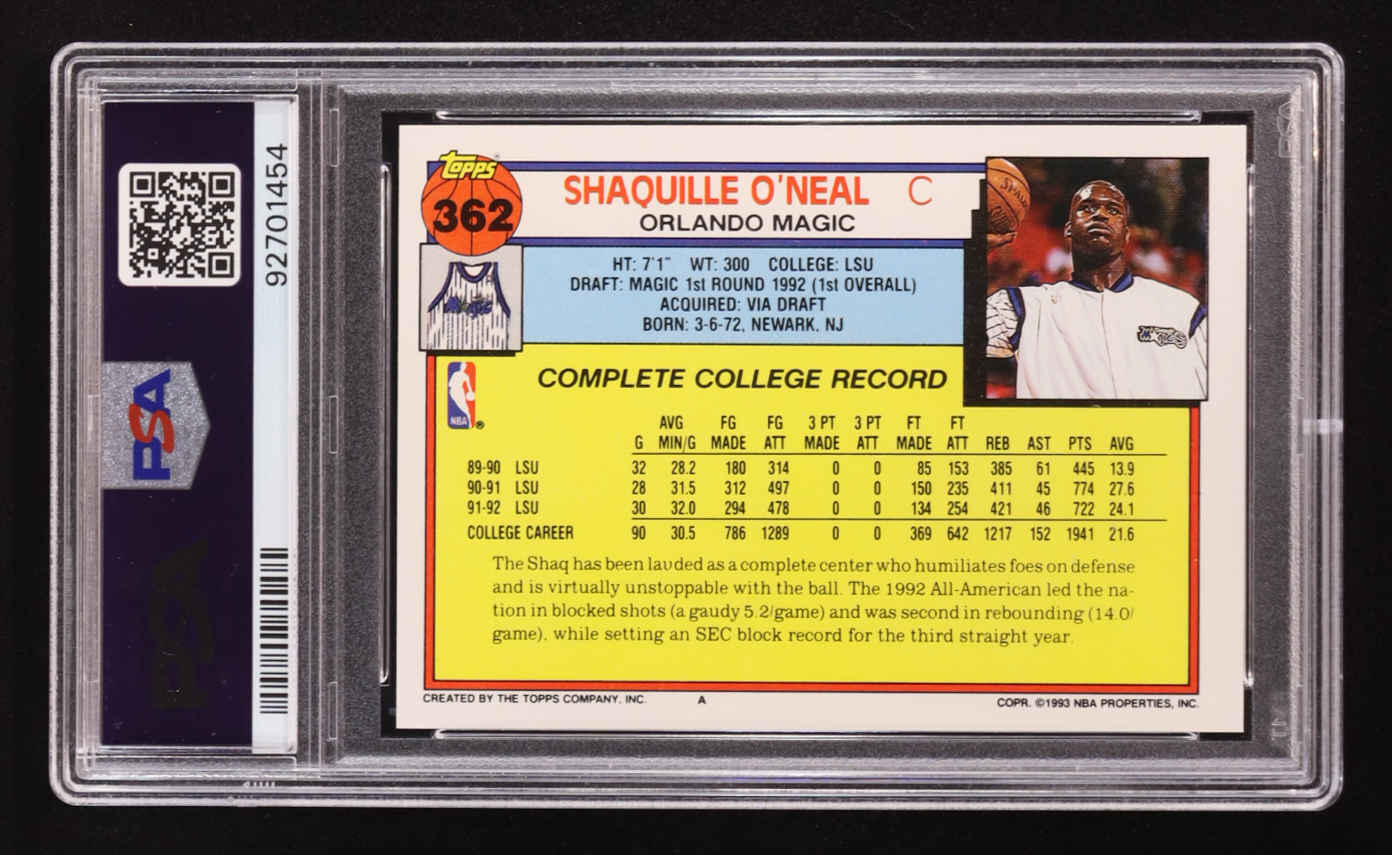 92701454
PSA
PSA
topps
362
SHAQUILLE O'NEAL C
ORLANDO MAGIC
HT: 7'1" WT: 300 COLLEGE: LSU
DRAFT: MAGIC 1st ROUND 1992 (1st OVERALL)
ACQUIRED: VIA DRAFT
BORN: 3-6-72, NEWARK, NJ
Magic
SPALD
NBA ®
COMPLETE COLLEGE RECORD
AVG FG FG 3 PT 3 PT FT FT
G MIN/G MADE ATT MADE ATT MADE ATT REB AST PTS AVG
89-90 LSU 32 28.2 180 314 0 0 85 153 385 61 445 13.9
90-91 LSU 28 31.5 312 497 0 0 150 235 411 45 774 27.6
91-92 LSU 30 32.0 294 478 0 0 134 254 421 46 722 24.1
COLLEGE CAREER 90 30.5 786 1289 0 0 369 642 1217 152 1941 21.6
The Shaq has been lauded as a complete center who humiliates foes on defense
and is virtually unstoppable with the ball. The 1992 All-American led the na-
tion in blocked shots (a gaudy 5.2/game) and was second in rebounding (14.0/
game), while setting an SEC block record for the third straight year.
CREATED BY THE TOPPS COMPANY, INC. A COPR. ©1993 NBA PROPERTIES, INC.